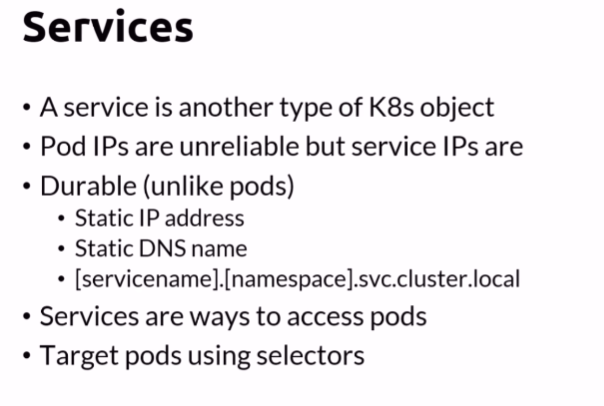 Services
• A service is another type of K8s object
• Pod IPs are unreliable but service IPs are
• Durable (unlike pods)
• Static IP address
• Static DNS name
• [servicename].[namespace].svc.cluster.local
• Services are ways to access pods
• Target pods using selectors